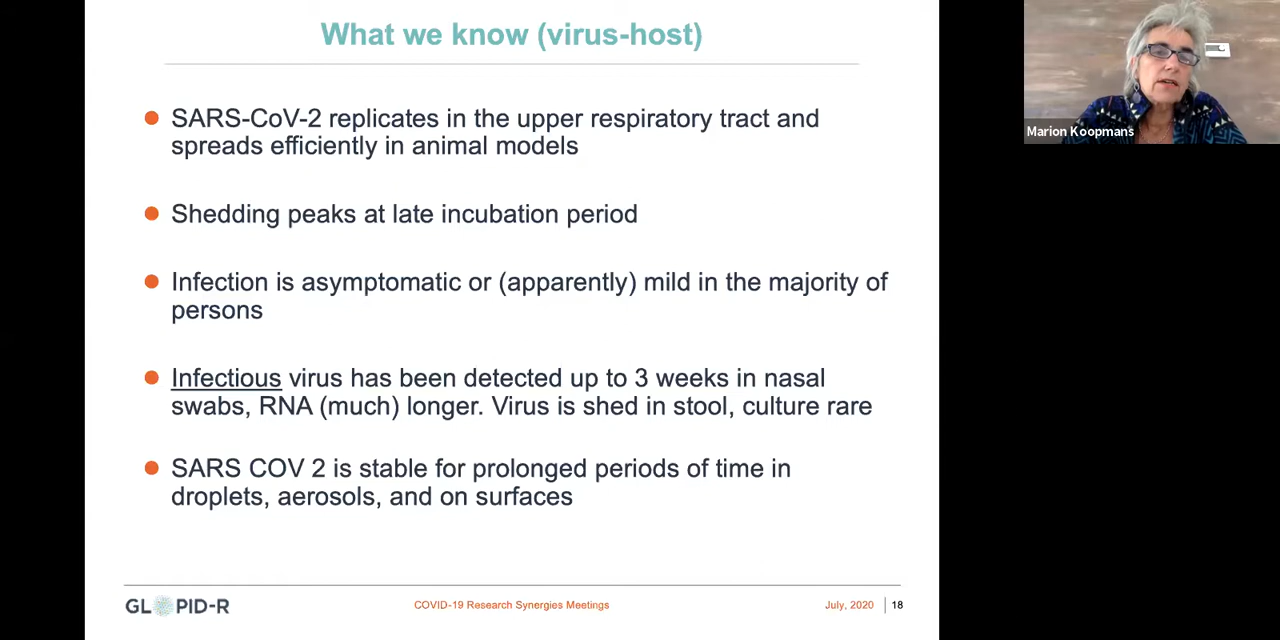 What we know (virus-host)
SARS-CoV-2 replicates in the upper respiratory tract and
spreads efficiently in animal models
Shedding peaks at late incubation period
Infection is asymptomatic or (apparently) mild in the majority of
persons
Infectious virus has been detected up to 3 weeks in nasal
swabs, RNA (much) longer. Virus is shed in stool, culture rare
SARS COV 2 is stable for prolonged periods of time in
droplets, aerosols, and on surfaces
GLOPID-R
COVID-19 Research Synergies Meetings
July, 2020
18
Marion Koopmans